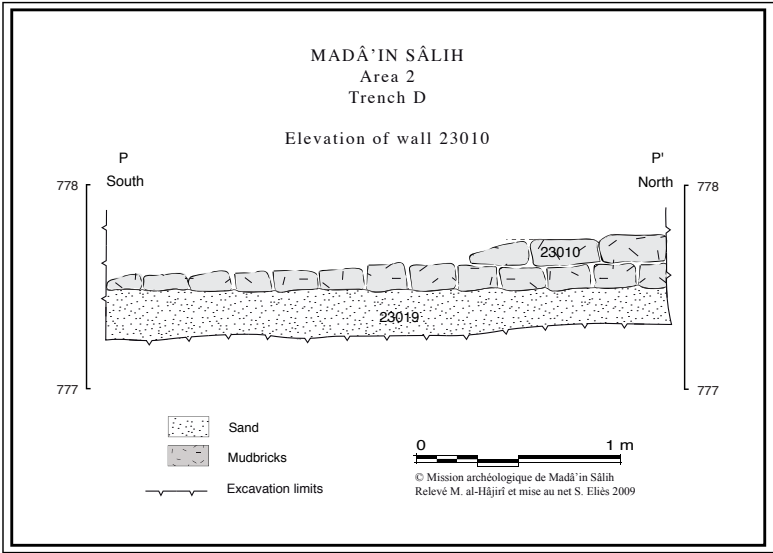 MADÂ’IN SÂLIH
Area 2
Trench D
Elevation of wall 23010
P
P'
South
North
778
778
23010
23019
777
777
Sand
Mudbricks
Excavation limits
0 1 m
© Mission archéologique de Madâ’in Sâlih
Relevé M. al-Hâjirî et mise au net S. Eliès 2009